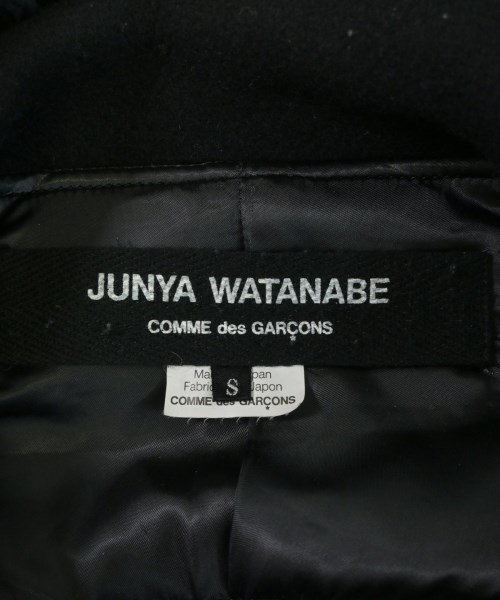 JUNYA WATANABE
COMME des GARÇONS
S
COMME des GARÇONS